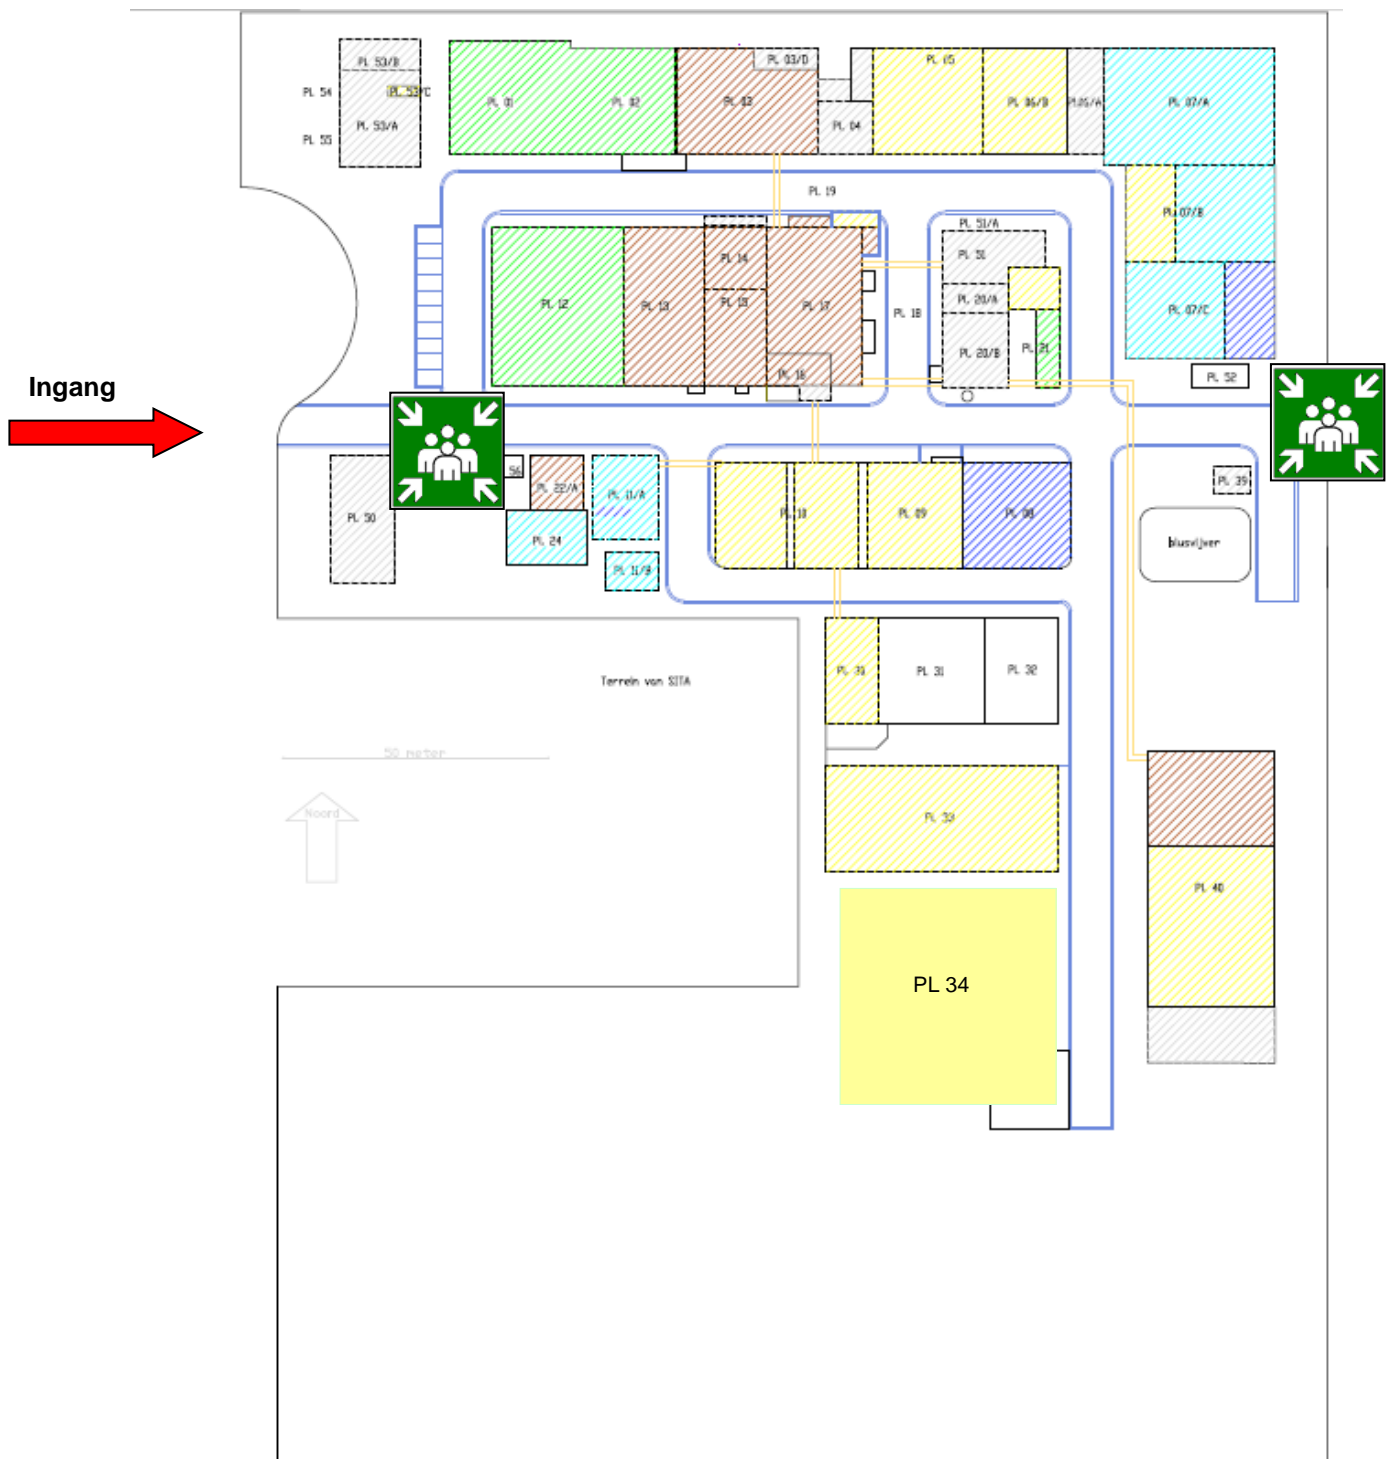 PL 53/B
PL 54
PL 53/C
PL 53/A
PL 55
PL 01
PL 02
PL 03
PL 03/D
PL 04
PL 06/B
PL 07/A
PL 19
PL 07/B
PL 51/A
PL 51
PL 14
PL 12
PL 13
PL 15
PL 17
PL 18
PL 20/A
PL 07/C
PL 20/B
PL 21
PL 16
PL 52
Ingang
56
PL 22/A
PL 11/A
PL 50
PL 24
PL 11/B
PL 10
PL 09
PL 08
PL 39
blusvijver
PL 31
PL 32
Terrein van SITA
50 meter
Noord
PL 33
PL 40
PL 34